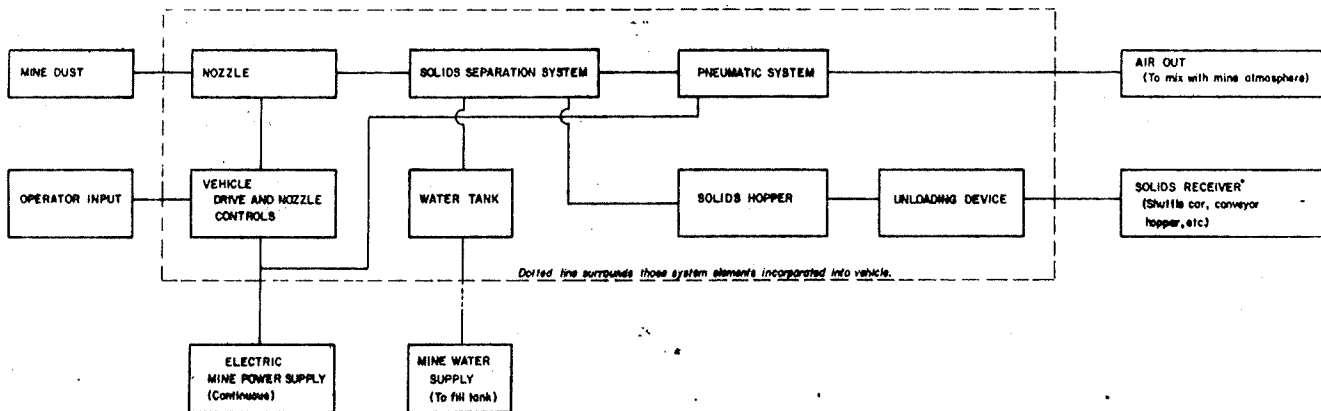 MINE DUST
NOZZLE
SOLIDS SEPARATION SYSTEM
PNEUMATIC SYSTEM
AIR OUT
(To mix with mine atmosphere)
OPERATOR INPUT
VEHICLE
DRIVE AND NOZZLE
CONTROLS
WATER TANK
SOLIDS HOPPER
UNLOADING DEVICE
SOLIDS RECEIVER*
(Shuttle car, conveyor
hopper, etc)
Dotted line surrounds those system elements incorporated into vehicle.
ELECTRIC
MINE POWER SUPPLY
(Continuous)
MINE WATER
SUPPLY
(To fill tank)